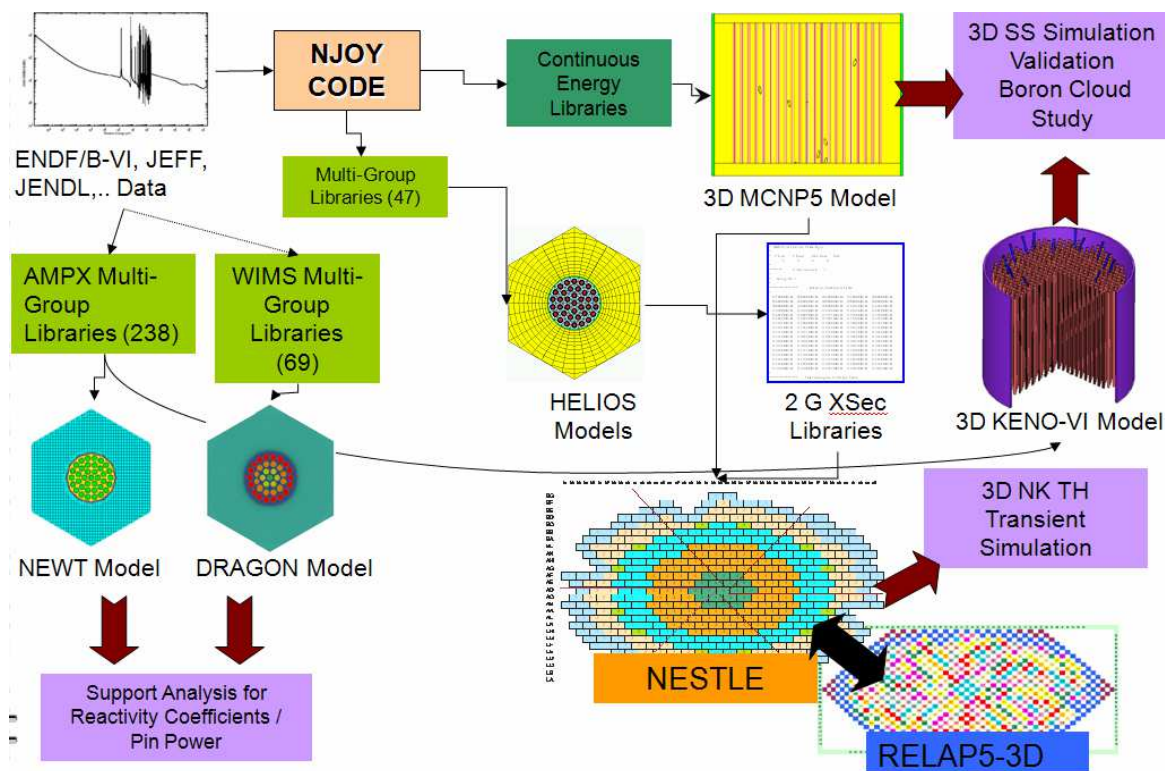 NJOY
CODE
Continuous
Energy
Libraries
3D SS Simulation
Validation
Boron Cloud
Study
ENDF/B-VI, JEFF,
JENDL,.. Data
Multi-Group
Libraries (47)
3D MCNP5 Model
AMPX Multi-
Group
Libraries (238)
WIMS Multi-
Group
Libraries
(69)
HELIOS
Models
2 G XSec
Libraries
3D KENO-VI Model
NEWT Model
DRAGON Model
3D NK TH
Transient
Simulation
Support Analysis for
Reactivity Coefficients /
Pin Power
NESTLE
RELAP5-3D